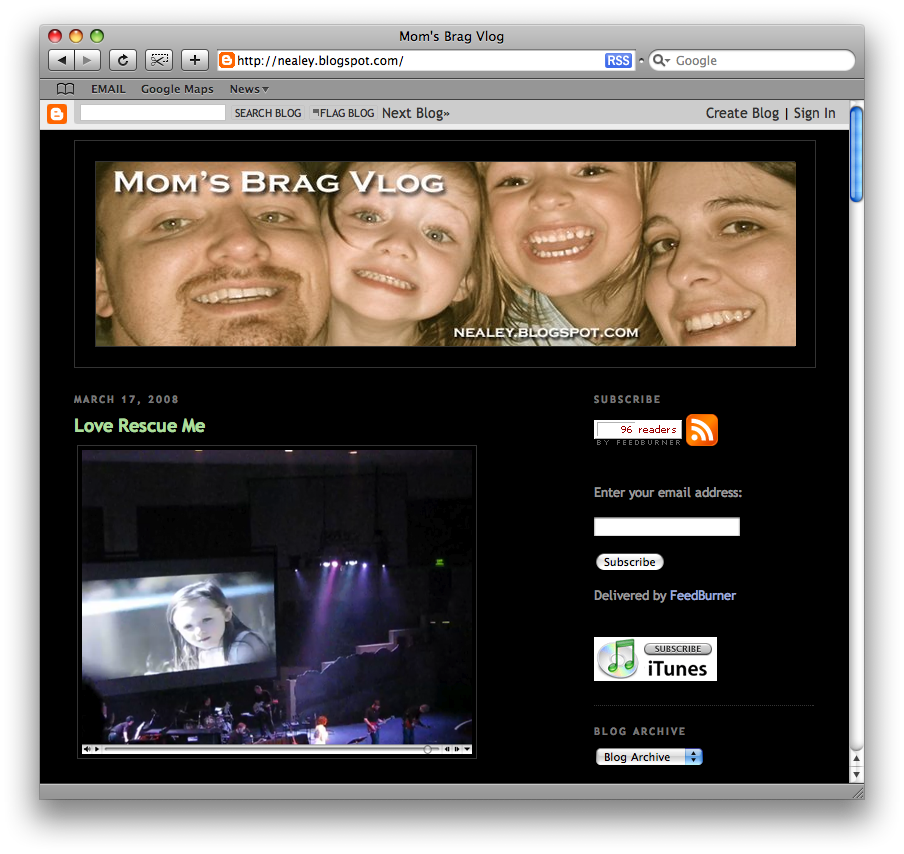 Mom's Brag Vlog
http://nealey.blogspot.com/ RSS Google
EMAIL Google Maps News
SEARCH BLOG FLAG BLOG Next Blog» Create Blog | Sign In
MOM'S BRAG VLOG
NEALEY.BLOGSPOT.COM
MARCH 17, 2008
Love Rescue Me
SUBSCRIBE
96 readers
BY FEEDBURNER
Enter your email address:
Subscribe
Delivered by FeedBurner
SUBSCRIBE
iTunes
BLOG ARCHIVE
Blog Archive